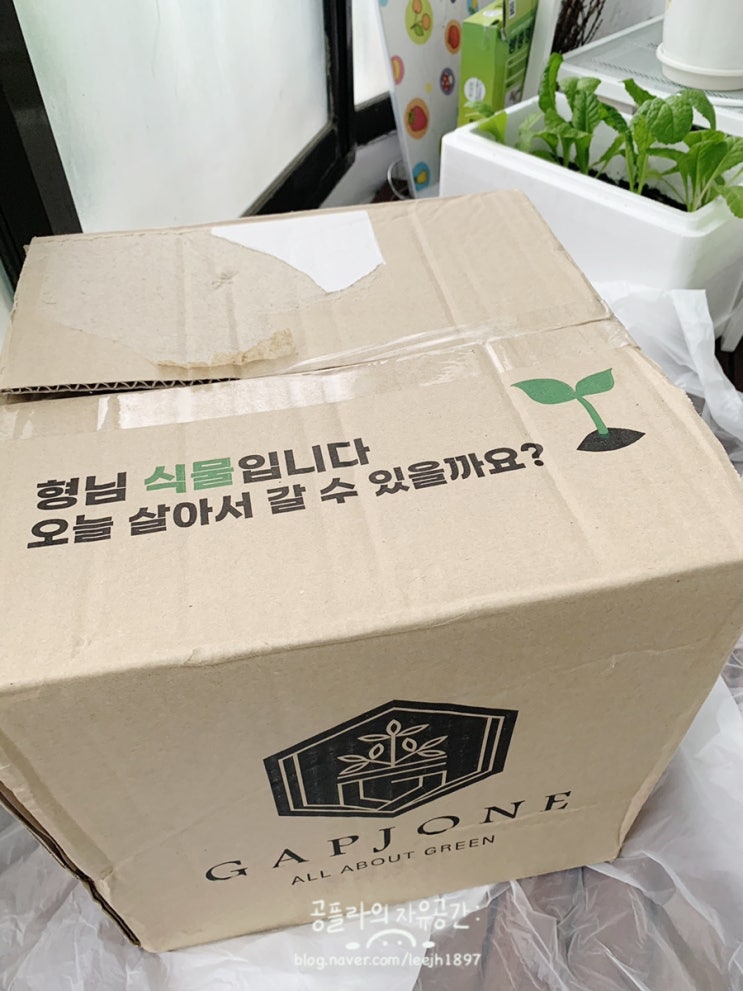 형님 식물입니다
오늘 살아서 갈 수 있을까요?
GAPJONE
ALL ABOUT GREEN
공플라의 자유공간:
blog.naver.com/leejh1897